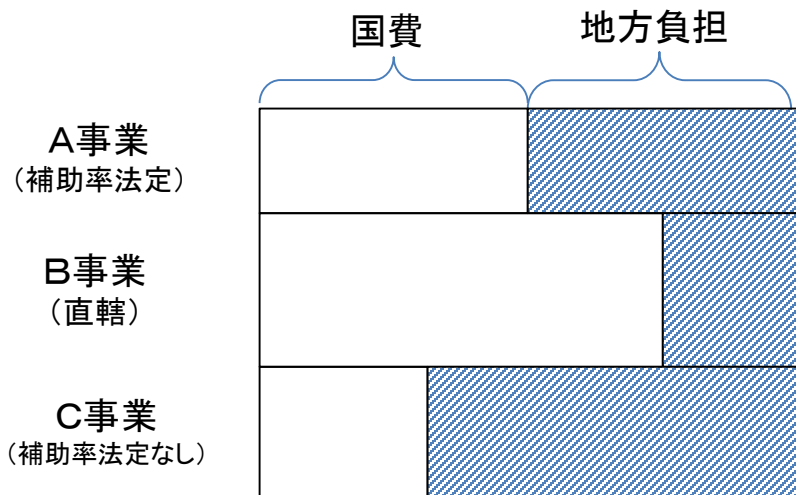 国費
地方負担
A事業
（補助率法定）
B事業
（直轄）
C事業
（補助率法定なし）